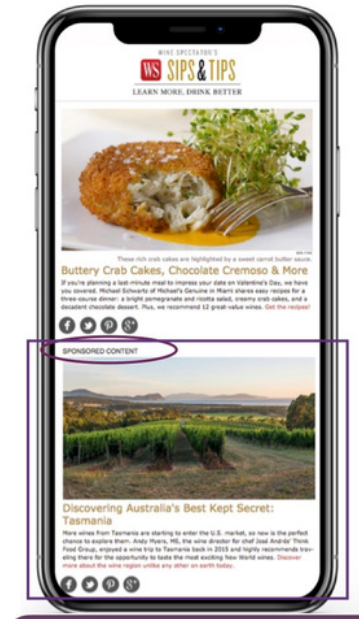 WINE SPECTATOR'S
WS SIPS & TIPS
LEARN MORE, DRINK BETTER
These rich crab cakes are highlighted by a sweet carrot butter sauce.
Buttery Crab Cakes, Chocolate Cremoso & More
If you're planning a last-minute meal to impress your date on Valentine's Day, we have
you covered. Michael Schwartz of Michael's Genuine in Miami shares easy recipes for a
three-course dinner: a bright pomegranate and ricotta salad, creamy crab cakes, and a
decadent chocolate dessert. Plus, we recommend 12 great-value wines. Get the recipes!
SPONSORED CONTENT
Discovering Australia's Best Kept Secret:
Tasmania
More wines from Tasmania are starting to enter the U.S. market, so now is the perfect
chance to explore them. Andy Myers, MS, the wine director for chef José Andrés' Think
Food Group, enjoyed a wine trip to Tasmania back in 2015 and highly recommends trav-
eling there for the opportunity to taste the most exciting New World wines. Discover
more about the wine region unlike any other on earth today.